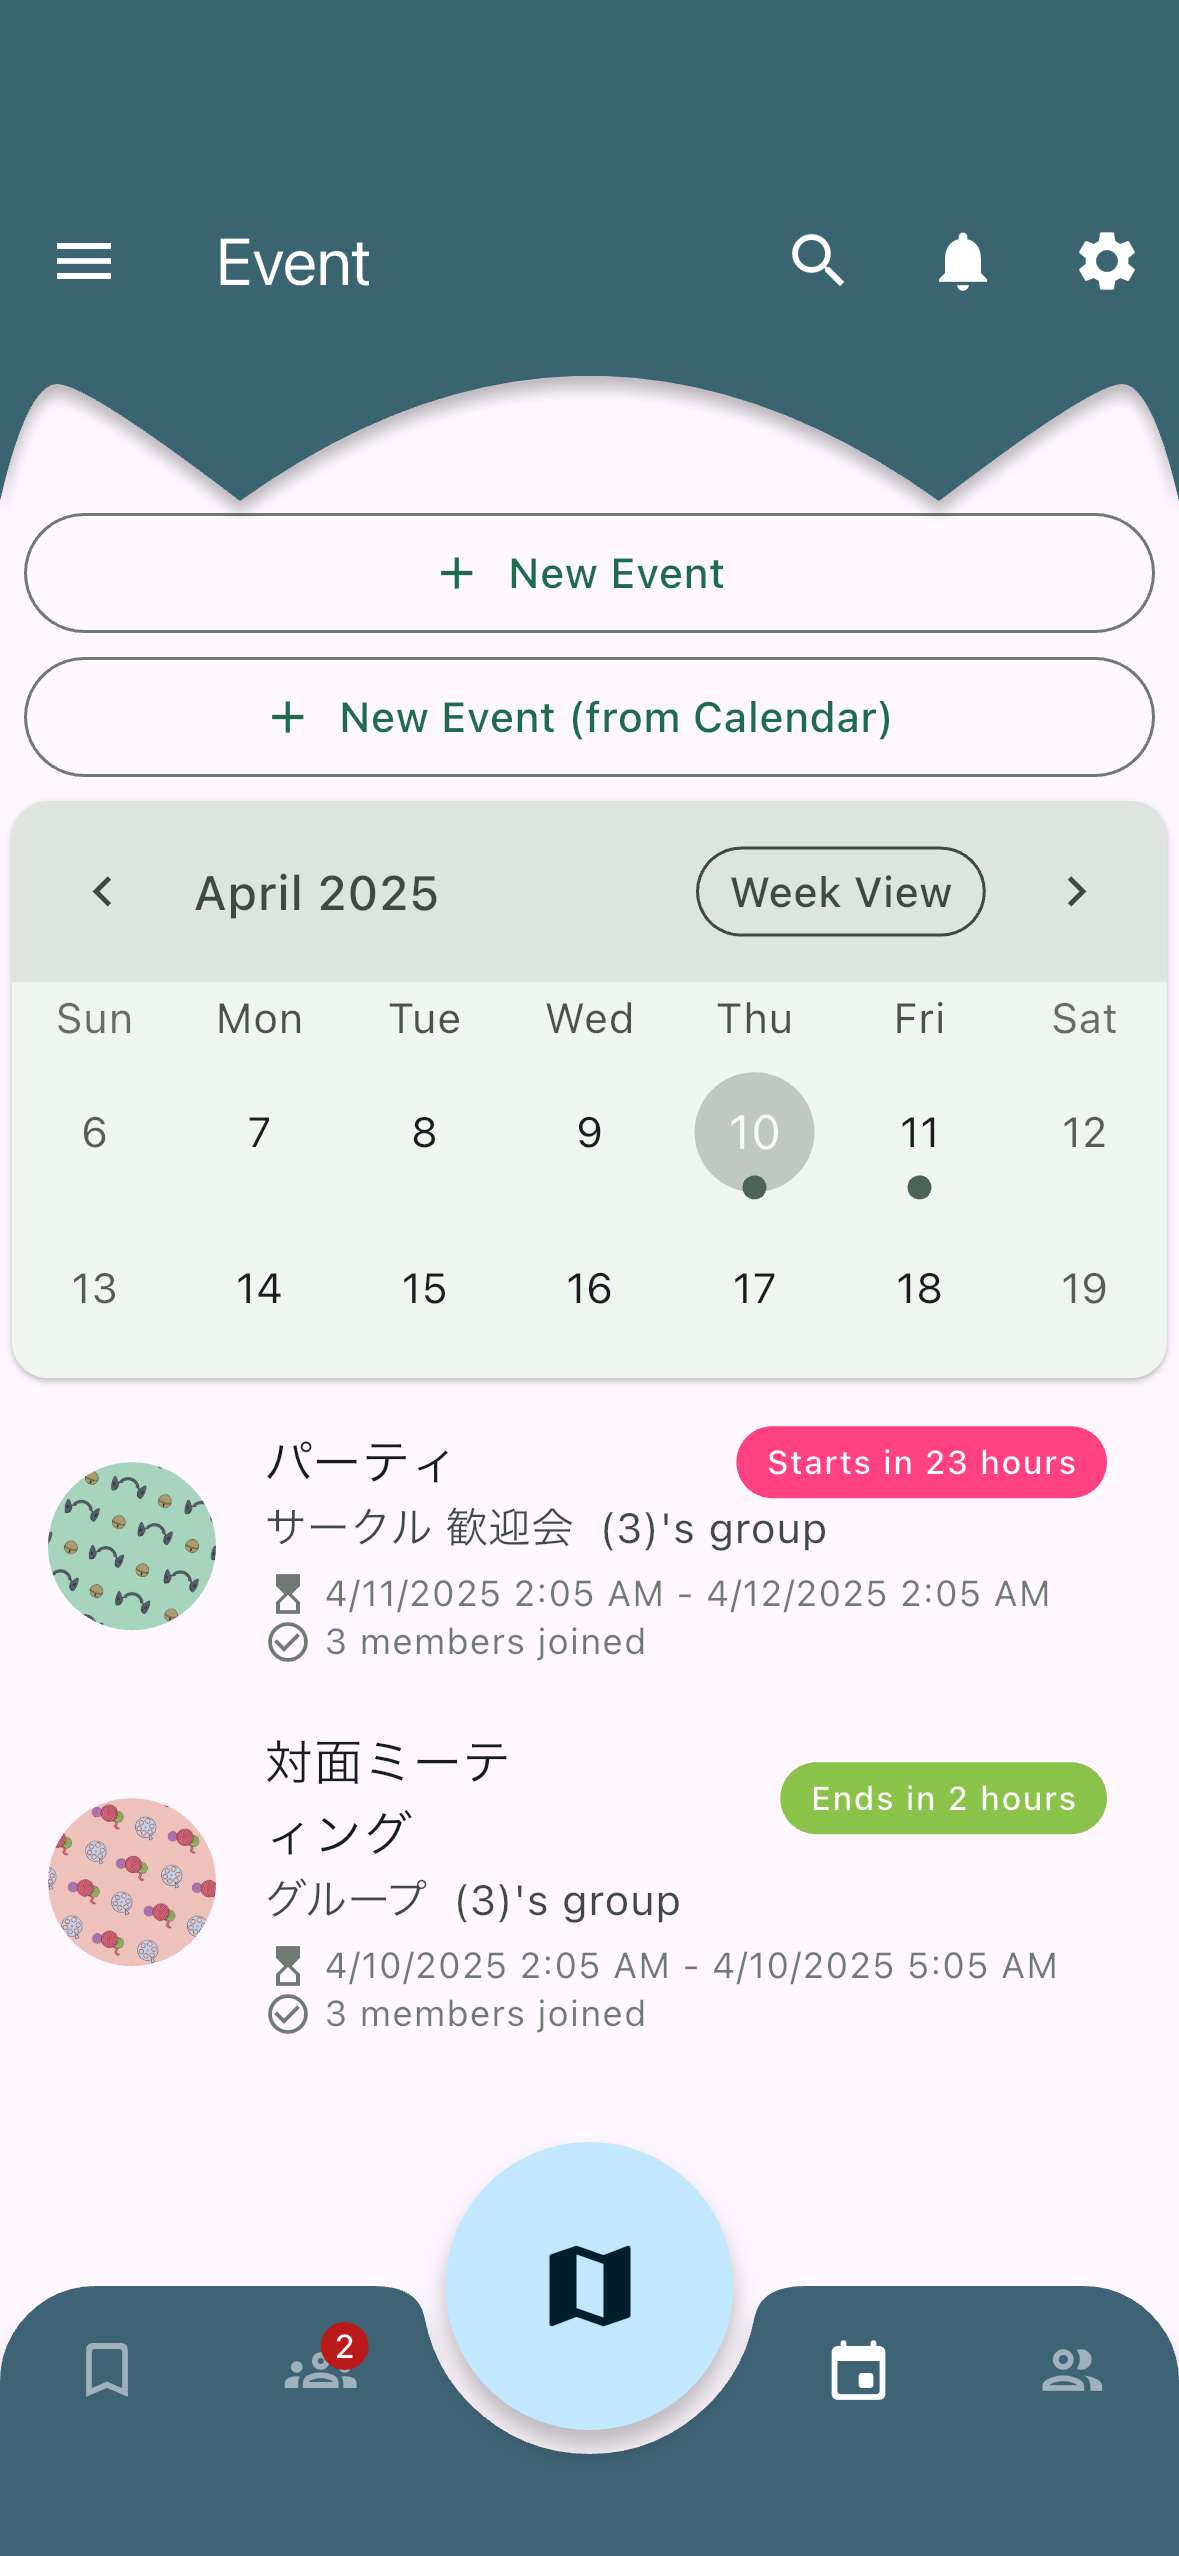 Event
+ New Event
+ New Event (from Calendar)
April 2025 Week View
Sun Mon Tue Wed Thu Fri Sat
6 7 8 9 10 11 12
13 14 15 16 17 18 19
パーティ Starts in 23 hours
サークル 歓迎会 (3)'s group
4/11/2025 2:05 AM - 4/12/2025 2:05 AM
3 members joined
対面ミーテ
ィング
Ends in 2 hours
グループ (3)'s group
4/10/2025 2:05 AM - 4/10/2025 5:05 AM
3 members joined
2